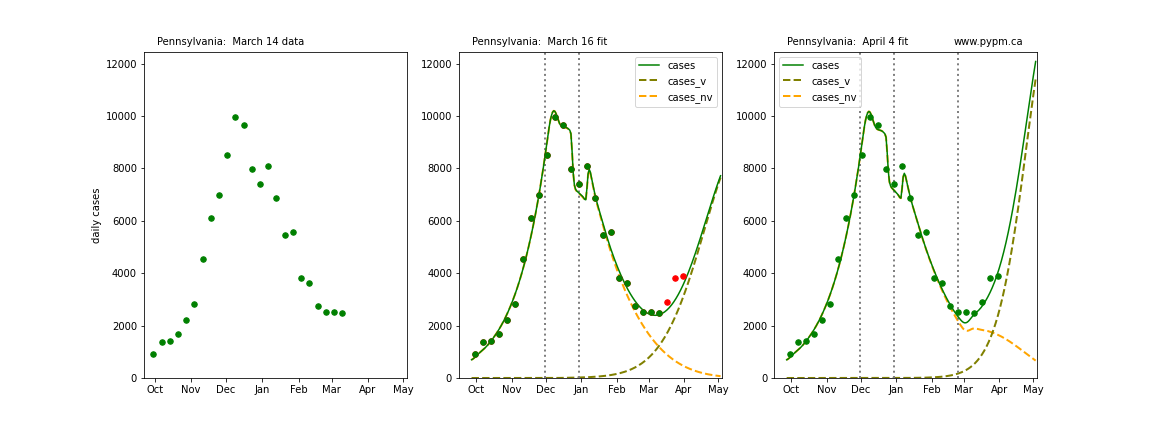 Pennsylvania:  March 14 data
daily cases
12000
10000
8000
6000
4000
2000
0
Oct Nov Dec Jan Feb Mar Apr May
Pennsylvania:  March 16 fit
cases
cases_v
cases_nv
12000
10000
8000
6000
4000
2000
0
Oct Nov Dec Jan Feb Mar Apr May
Pennsylvania:  April 4 fit www.pypm.ca
cases
cases_v
cases_nv
12000
10000
8000
6000
4000
2000
0
Oct Nov Dec Jan Feb Mar Apr May